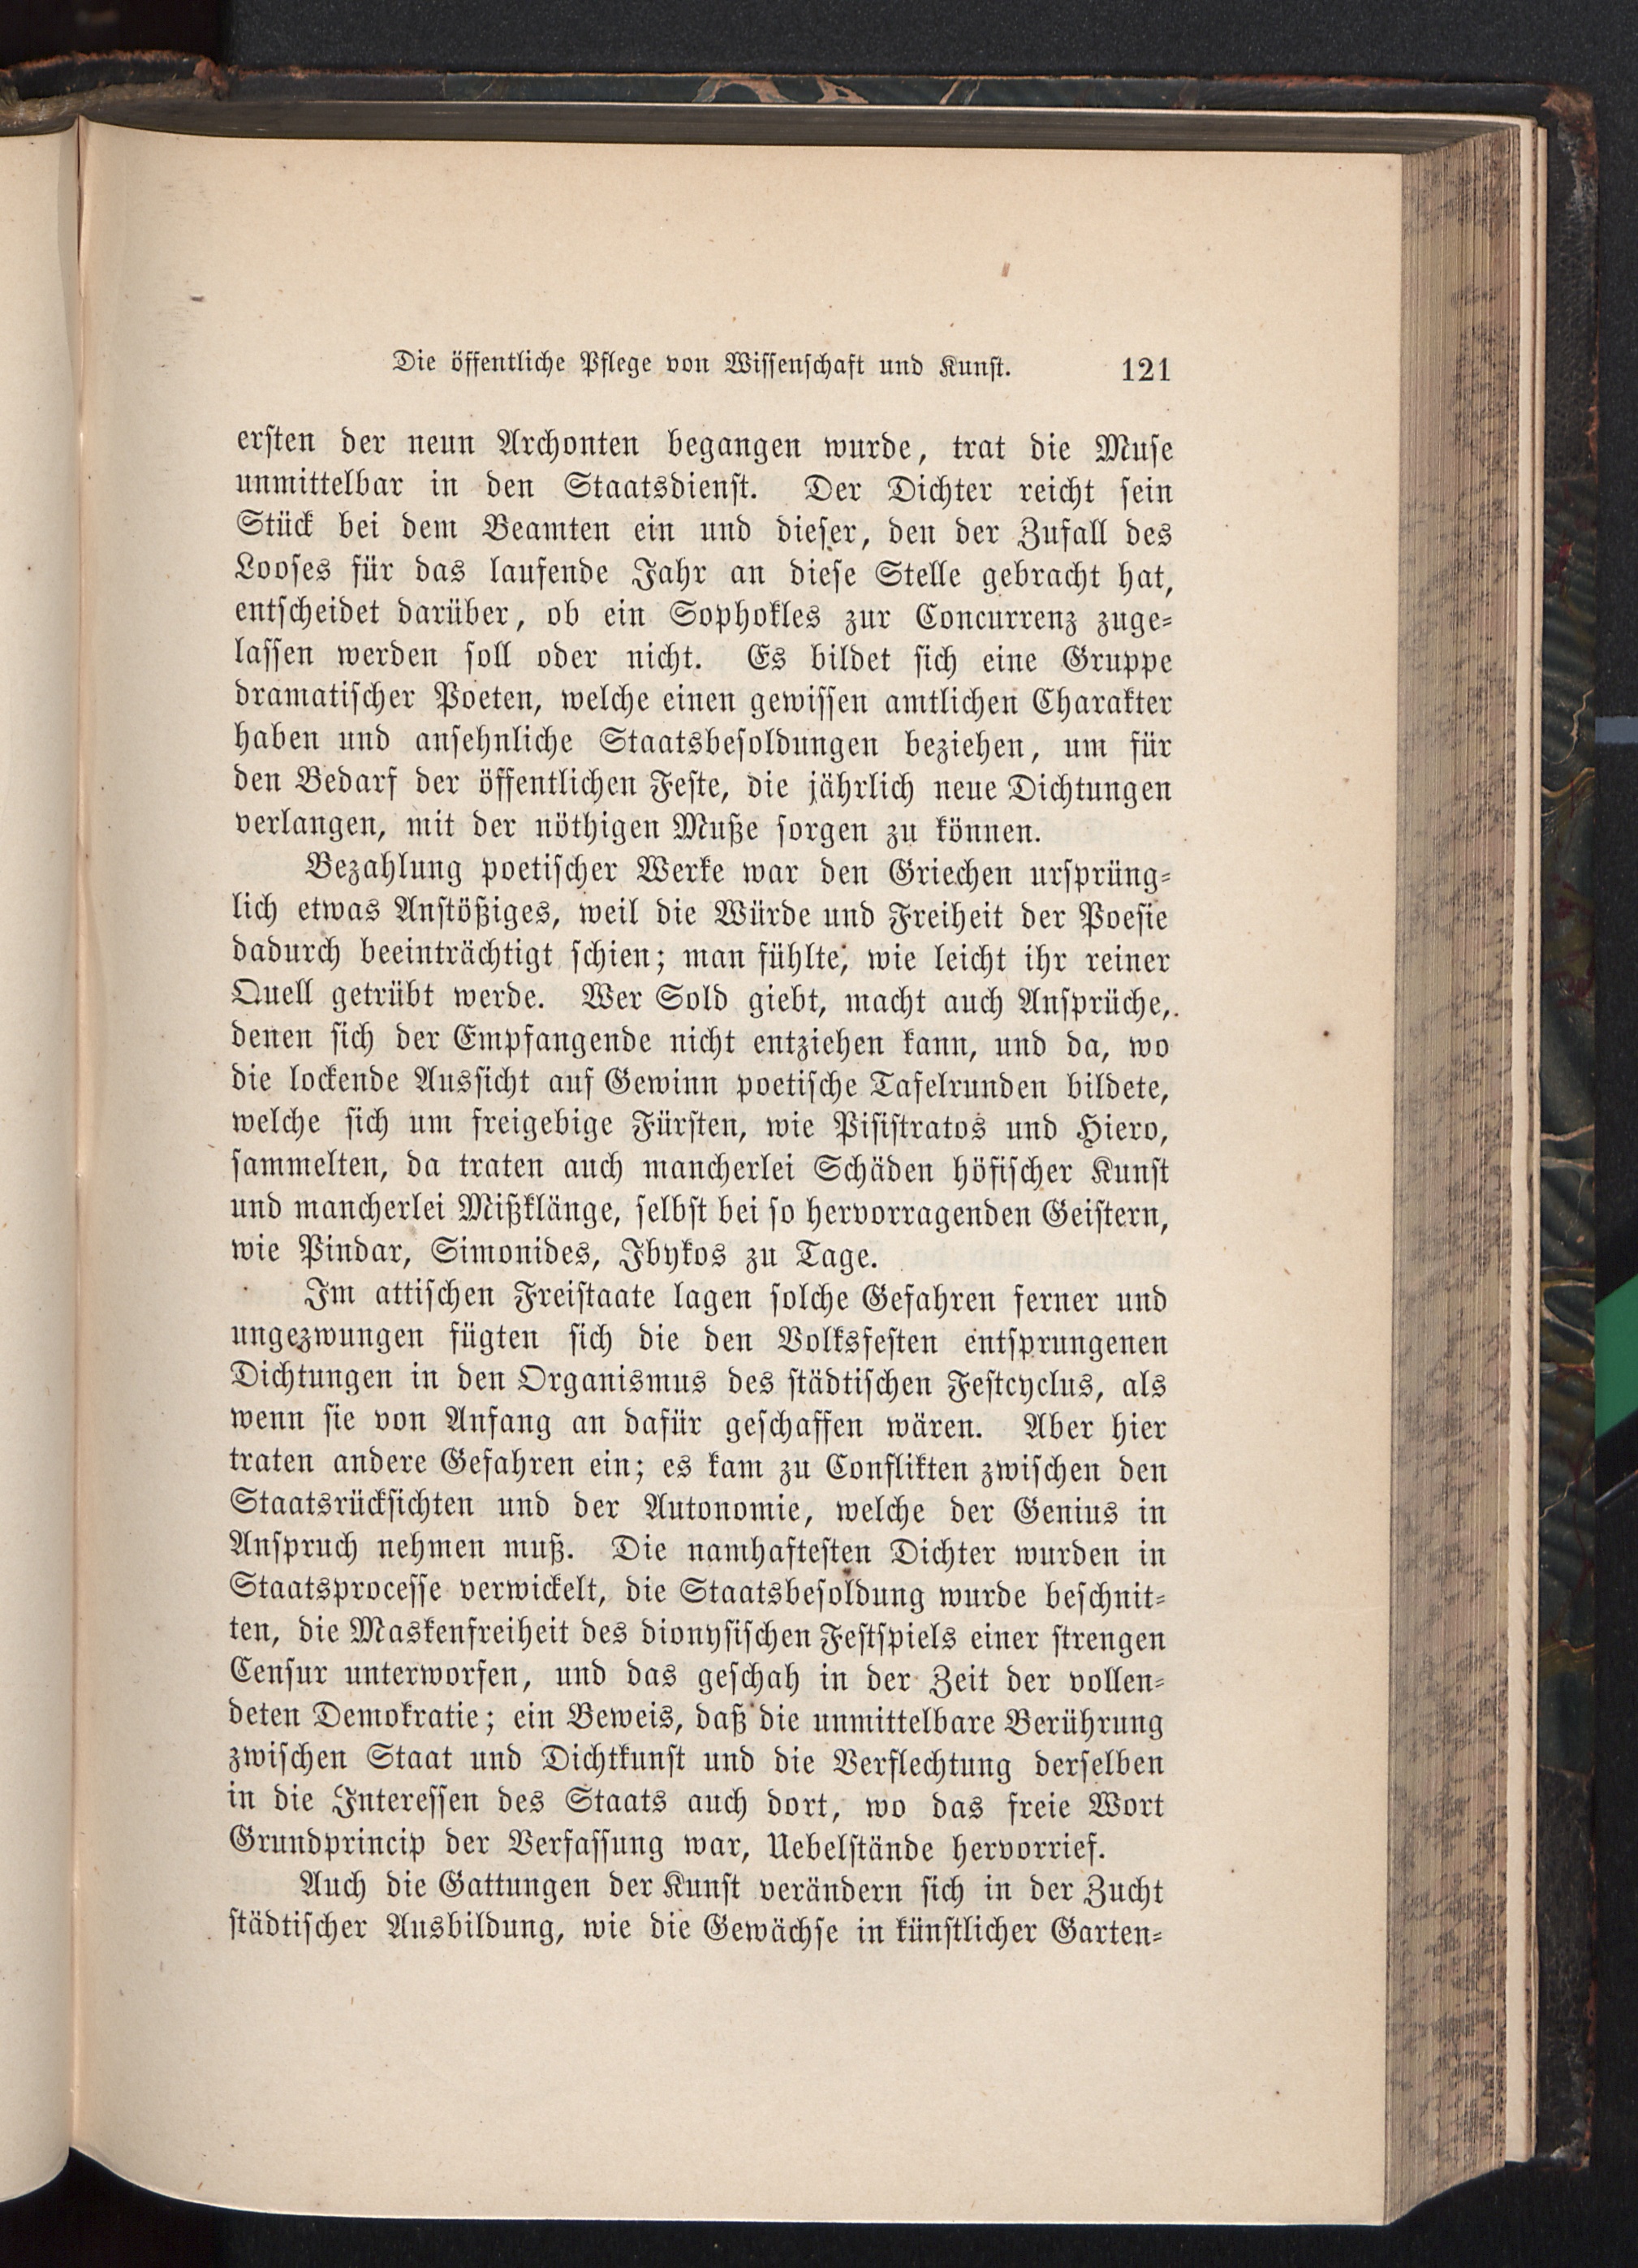 Die öffentliche Pflege von Wissenschaft und Kunst. 121
ersten der neun Archonten begangen wurde, trat die Muse
unmittelbar in den Staatsdienst. Der Dichter reicht sein
Stück bei dem Beamten ein und dieser, den der Zufall des
Looses für das laufende Jahr an diese Stelle gebracht hat,
entscheidet darüber, ob ein Sophokles zur Concurrenz zuge-
lassen werden soll oder nicht. Es bildet sich eine Gruppe
dramatischer Poeten, welche einen gewissen amtlichen Charakter
haben und ansehnliche Staatsbesoldungen beziehen, um für
den Bedarf der öffentlichen Feste, die jährlich neue Dichtungen
verlangen, mit der nöthigen Muße sorgen zu können.
Bezahlung poetischer Werke war den Griechen ursprüng-
lich etwas Anstößiges, weil die Würde und Freiheit der Poesie
dadurch beeinträchtigt schien; man fühlte, wie leicht ihr reiner
Quell getrübt werde. Wer Sold giebt, macht auch Ansprüche,
denen sich der Empfangende nicht entziehen kann, und da, wo
die lockende Aussicht auf Gewinn poetische Tafelrunden bildete,
welche sich um freigebige Fürsten, wie Pisistratos und Hiero,
sammelten, da traten auch mancherlei Schäden höfischer Kunst
und mancherlei Mißklänge, selbst bei so hervorragenden Geistern,
wie Pindar, Simonides, Ibykos zu Tage.
Im attischen Freistaate lagen solche Gefahren ferner und
ungezwungen fügten sich die den Volksfesten entsprungenen
Dichtungen in den Organismus des städtischen Festcyclus, als
wenn sie von Anfang an dafür geschaffen wären. Aber hier
traten andere Gefahren ein; es kam zu Conflikten zwischen den
Staatsrücksichten und der Autonomie, welche der Genius in
Anspruch nehmen muß. Die namhaftesten Dichter wurden in
Staatsprocesse verwickelt, die Staatsbesoldung wurde beschnit-
ten, die Maskenfreiheit des dionysischen Festspiels einer strengen
Censur unterworfen, und das geschah in der Zeit der vollen-
deten Demokratie; ein Beweis, daß die unmittelbare Berührung
zwischen Staat und Dichtkunst und die Verflechtung derselben
in die Interessen des Staats auch dort, wo das freie Wort
Grundprincip der Verfassung war, Uebelstände hervorrief.
Auch die Gattungen der Kunst verändern sich in der Zucht
städtischer Ausbildung, wie die Gewächse in künstlicher Garten-